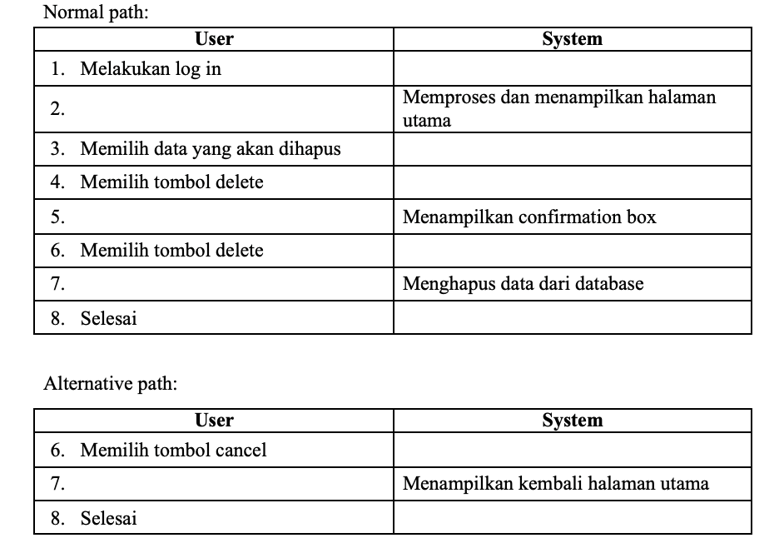 Normal path:
User System
1. Melakukan log in
2. Memproses dan menampilkan halaman
utama
3. Memilih data yang akan dihapus
4. Memilih tombol delete
5. Menampilkan confirmation box
6. Memilih tombol delete
7. Menghapus data dari database
8. Selesai
Alternative path:
User System
6. Memilih tombol cancel
7. Menampilkan kembali halaman utama
8. Selesai